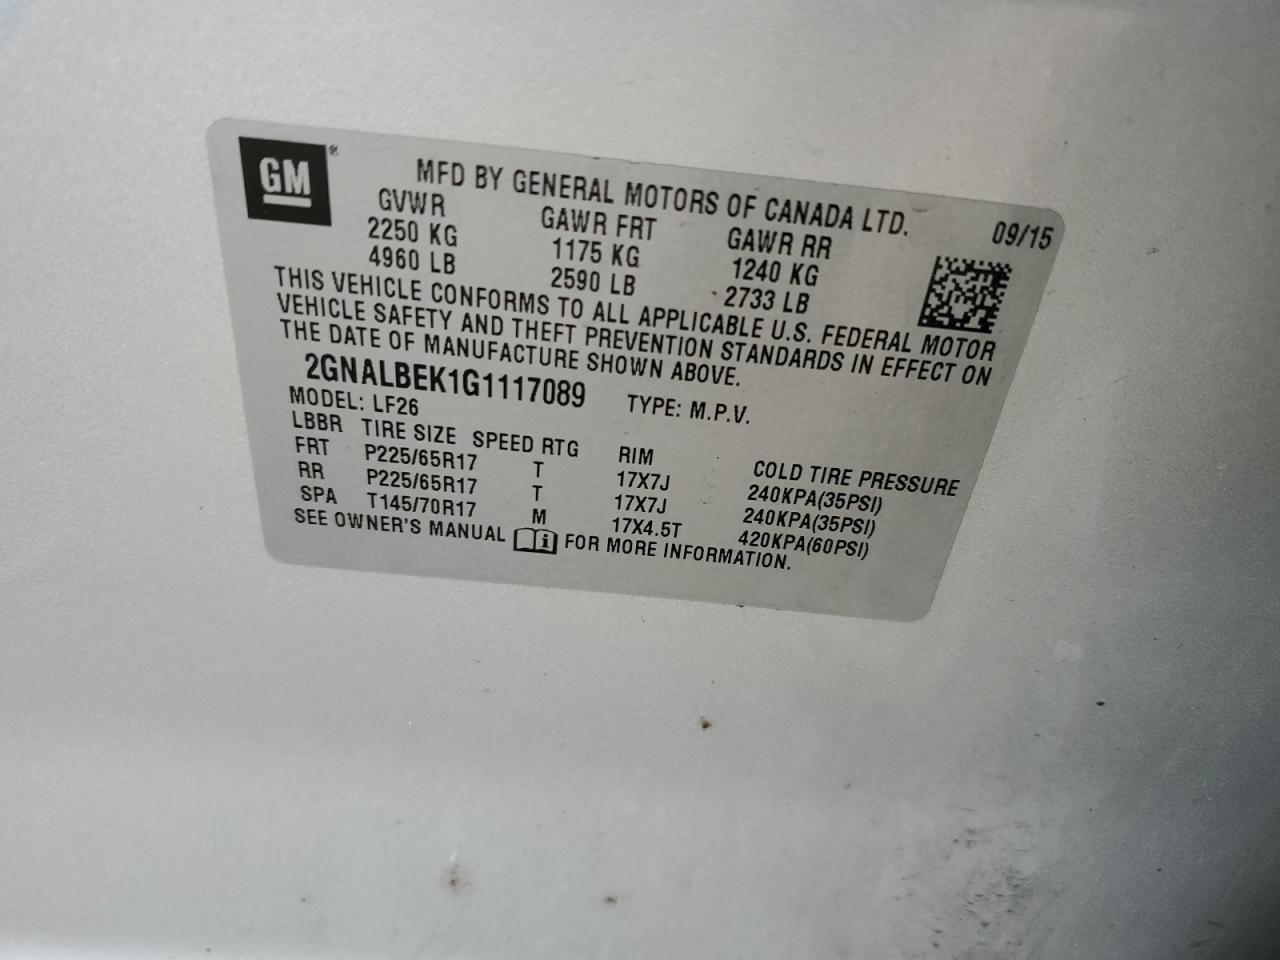 GM®
MFD BY GENERAL MOTORS OF CANADA LTD.
09/15
GVWR GAWR FRT GAWR RR
2250 KG 1175 KG 1240 KG
4960 LB 2590 LB 2733 LB
THIS VEHICLE CONFORMS TO ALL APPLICABLE U.S. FEDERAL MOTOR
VEHICLE SAFETY AND THEFT PREVENTION STANDARDS IN EFFECT ON
THE DATE OF MANUFACTURE SHOWN ABOVE.
2GNALBEK1G1117089 TYPE: M.P.V.
MODEL: LF26
LBBR TIRE SIZE SPEED RTG RIM COLD TIRE PRESSURE
FRT P225/65R17 T 17X7J 240KPA(35PSI)
RR P225/65R17 T 17X7J 240KPA(35PSI)
SPA T145/70R17 M 17X4.5T 420KPA(60PSI)
SEE OWNER'S MANUAL i FOR MORE INFORMATION.